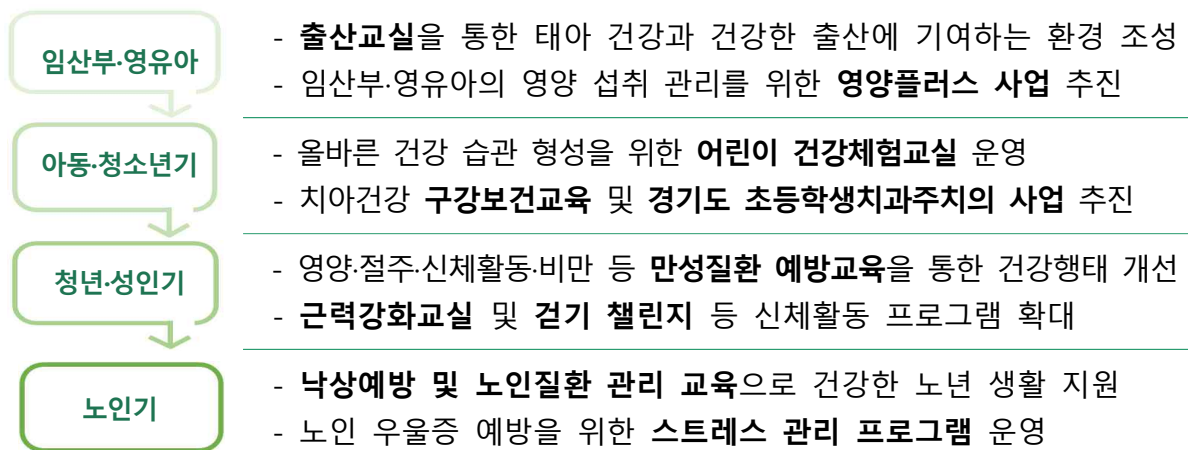 임산부·영유아
- 출산교실을 통한 태아 건강과 건강한 출산에 기여하는 환경 조성
- 임산부·영유아의 영양 섭취 관리를 위한 영양플러스 사업 추진
아동·청소년기
- 올바른 건강 습관 형성을 위한 어린이 건강체험교실 운영
- 치아건강 구강보건교육 및 경기도 초등학생치과주치의 사업 추진
청년·성인기
- 영양·절주·신체활동·비만 등 만성질환 예방교육을 통한 건강행태 개선
- 근력강화교실 및 걷기 챌린지 등 신체활동 프로그램 확대
노인기
- 낙상예방 및 노인질환 관리 교육으로 건강한 노년 생활 지원
- 노인 우울증 예방을 위한 스트레스 관리 프로그램 운영